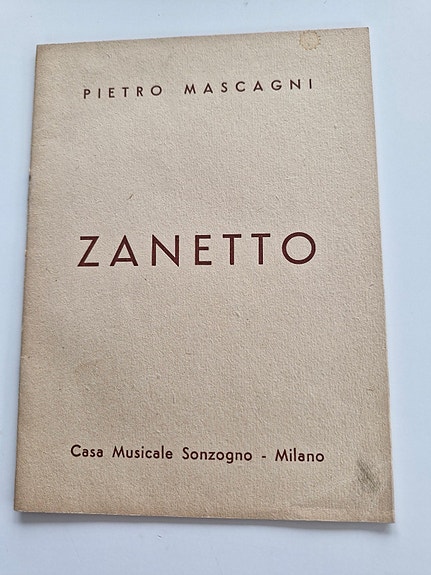 PIETRO MASCAGNI
ZANETTO
Casa Musicale Sonzogno - Milano